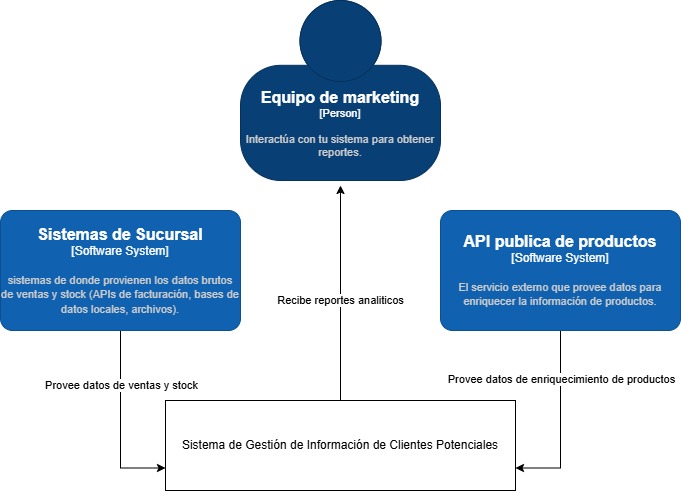 Equipo de marketing
[Person]
Interactúa con tu sistema para obtener
reportes.
Sistemas de Sucursal
[Software System]
sistemas de donde provienen los datos brutos
de ventas y stock (APIs de facturación, bases de
datos locales, archivos).
API publica de productos
[Software System]
El servicio externo que provee datos para
enriquecer la información de productos.
Recibe reportes analiticos
Provee datos de ventas y stock
Provee datos de enriquecimiento de productos
Sistema de Gestión de Información de Clientes Potenciales